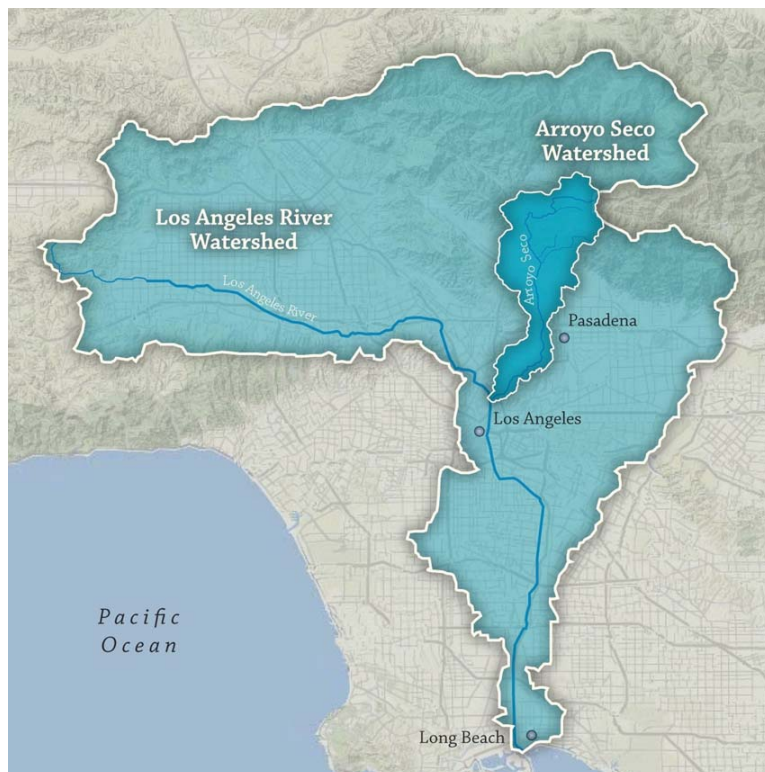 Arroyo Seco
Watershed
Los Angeles River
Watershed
Arroyo Seco
Los Angeles River
Pasadena
Los Angeles
Pacific
Ocean
Long Beach